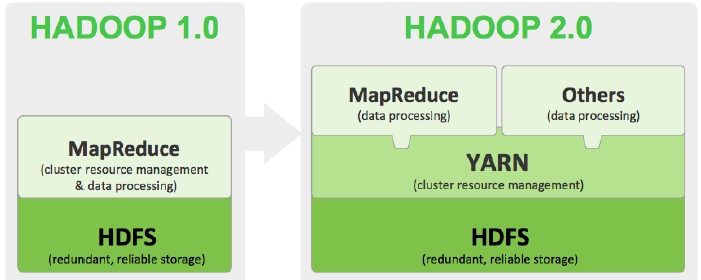 HADOOP 1.0
MapReduce
(cluster resource management
& data processing)
HDFS
(redundant, reliable storage)
HADOOP 2.0
MapReduce
(data processing)
Others
(data processing)
YARN
(cluster resource management)
HDFS
(redundant, reliable storage)